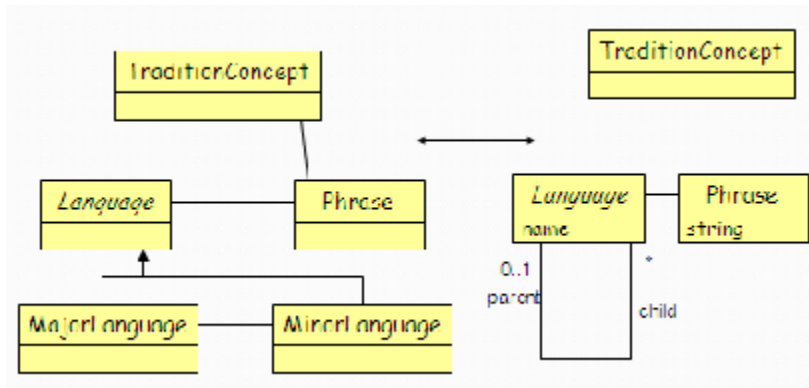 TraditionConcept
TraditionConcept
Language
Phrase
Language
Phrase
name
string
0..1
*
parent
child
MajorLanguage
MinorLanguage